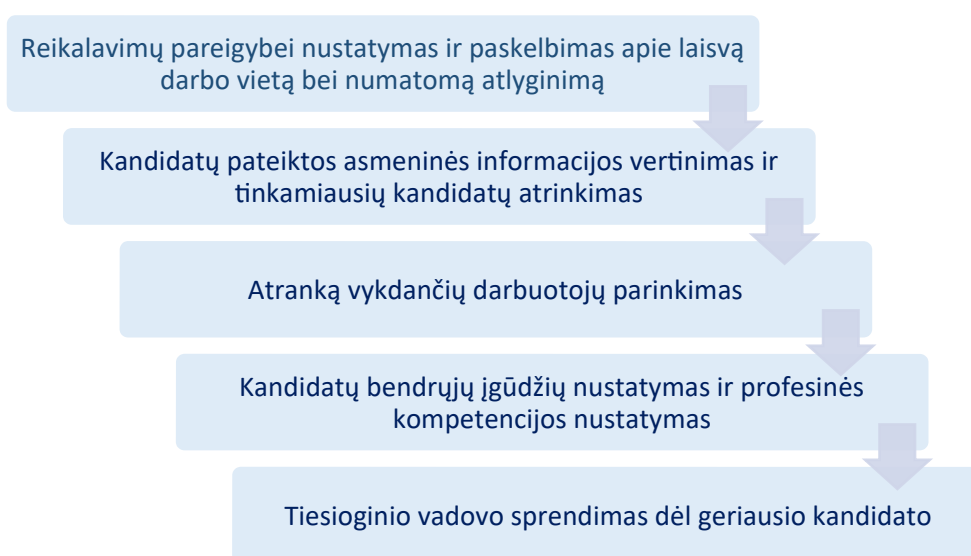 Reikalavimų pareigybei nustatymas ir paskelbimas apie laisvą
darbo vietą bei numatomą atlyginimą
Kandidatų pateiktos asmeninės informacijos vertinimas ir
tinkamiausių kandidatų atrinkimas
Atranką vykdančių darbuotojų parinkimas
Kandidatų bendrųjų įgūdžių nustatymas ir profesinės
kompetencijos nustatymas
Tiesioginio vadovo sprendimas dėl geriausio kandidato